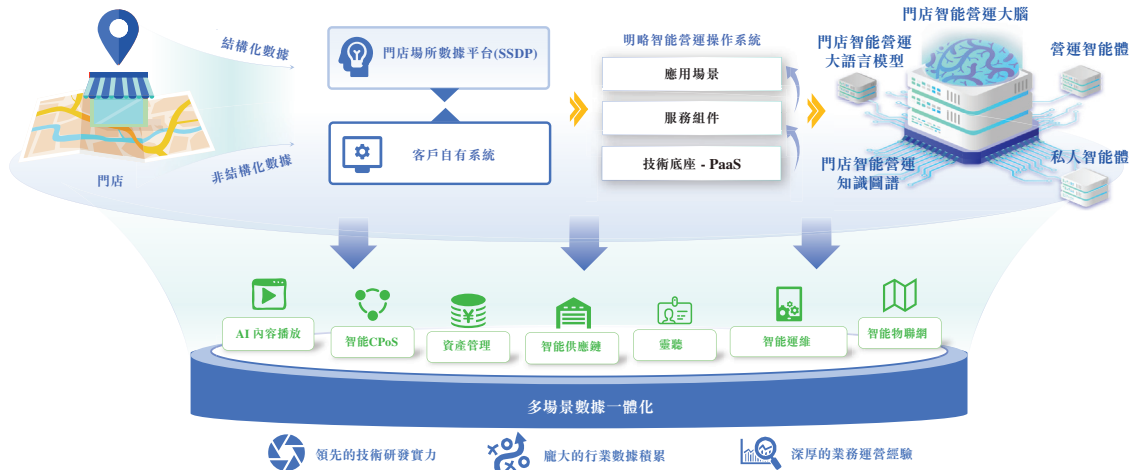 門店智能營運大腦
結構化數據
門店場所數據平台(SSDP)
明略智能營運操作系統
門店智能營運
大語言模型
營運智能體
應用場景
服務組件
客戶自有系統
技術底座 - PaaS
門店
非結構化數據
門店智能營運
知識圖譜
私人智能體
AI 內容播放
智能CPoS
資產管理
智能供應鏈
靈聽
智能運維
智能物聯網
多場景數據一體化
領先的技術研發實力
龐大的行業數據積累
深厚的業務運營經驗